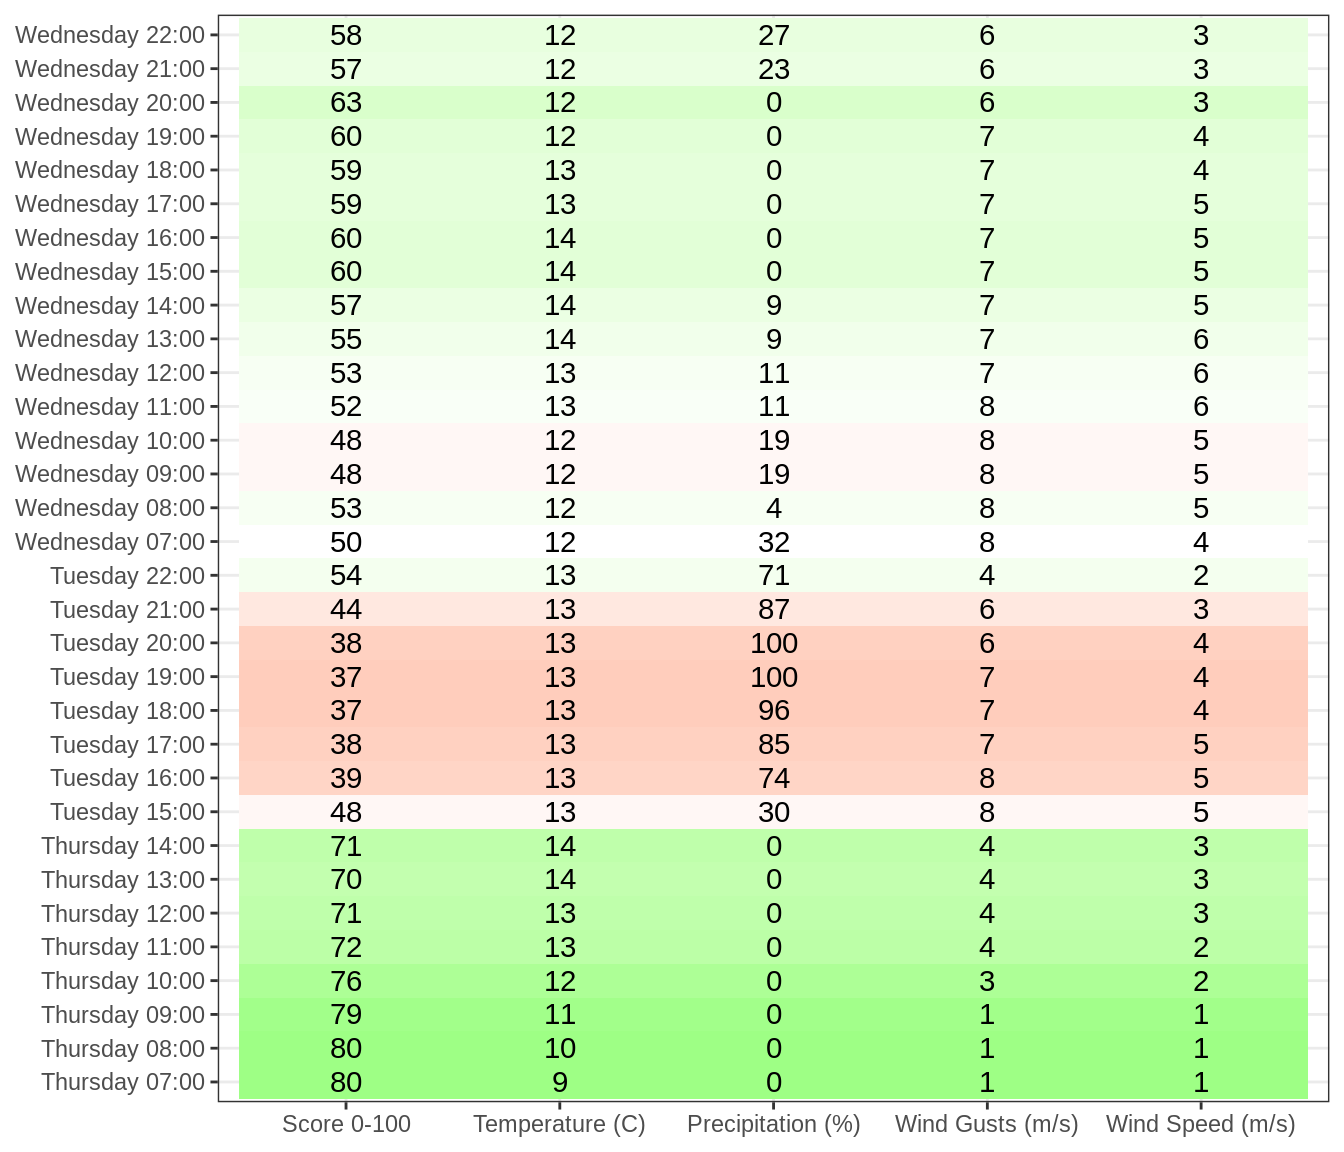 Wednesday 22:00 58 12 27 6 3
Wednesday 21:00 57 12 23 6 3
Wednesday 20:00 63 12 0 6 3
Wednesday 19:00 60 12 0 7 4
Wednesday 18:00 59 13 0 7 4
Wednesday 17:00 59 13 0 7 5
Wednesday 16:00 60 14 0 7 5
Wednesday 15:00 60 14 0 7 5
Wednesday 14:00 57 14 9 7 5
Wednesday 13:00 55 14 9 7 6
Wednesday 12:00 53 13 11 7 6
Wednesday 11:00 52 13 11 8 6
Wednesday 10:00 48 12 19 8 5
Wednesday 09:00 48 12 19 8 5
Wednesday 08:00 53 12 4 8 5
Wednesday 07:00 50 12 32 8 4
Tuesday 22:00 54 13 71 4 2
Tuesday 21:00 44 13 87 6 3
Tuesday 20:00 38 13 100 6 4
Tuesday 19:00 37 13 100 7 4
Tuesday 18:00 37 13 96 7 4
Tuesday 17:00 38 13 85 7 5
Tuesday 16:00 39 13 74 8 5
Tuesday 15:00 48 13 30 8 5
Thursday 14:00 71 14 0 4 3
Thursday 13:00 70 14 0 4 3
Thursday 12:00 71 13 0 4 3
Thursday 11:00 72 13 0 4 2
Thursday 10:00 76 12 0 3 2
Thursday 09:00 79 11 0 1 1
Thursday 08:00 80 10 0 1 1
Thursday 07:00 80 9 0 1 1
Score 0-100 Temperature (C) Precipitation (%) Wind Gusts (m/s) Wind Speed (m/s)